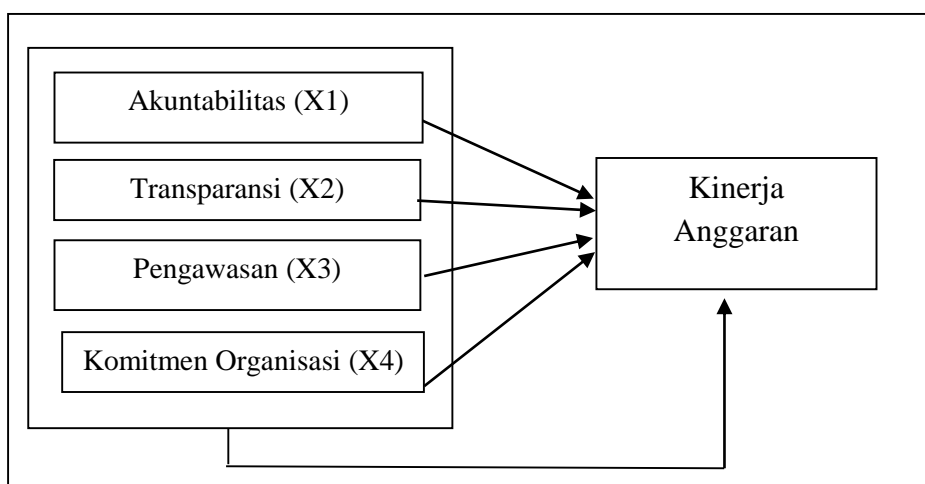 Akuntabilitas (X1)
Transparansi (X2)
Pengawasan (X3)
Komitmen Organisasi (X4)
Kinerja
Anggaran